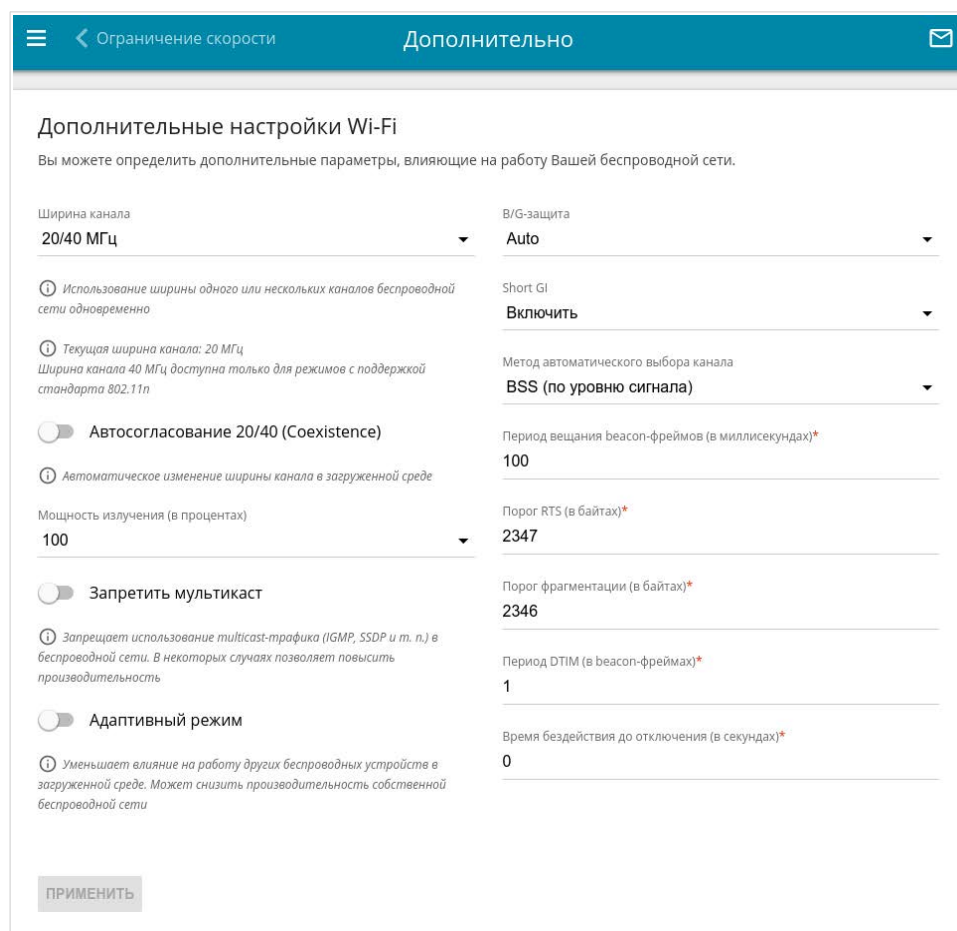 Ограничение скорости
Дополнительно
Дополнительные настройки Wi-Fi
Вы можете определить дополнительные параметры, влияющие на работу Вашей беспроводной сети.
Ширина канала
20/40 МГц
Использование ширины одного или нескольких каналов беспроводной
сети одновременно
Текущая ширина канала: 20 МГц
Ширина канала 40 МГц доступна только для режимов с поддержкой
стандарта 802.11n
Автосогласование 20/40 (Coexistence)
Автоматическое изменение ширины канала в загруженной среде
Мощность излучения (в процентах)
100
Запретить мультикаст
Запрещает использование multicast-трафика (IGMP, SSDP и т. п.) в
беспроводной сети. В некоторых случаях позволяет повысить
производительность
Адаптивный режим
Уменьшает влияние на работу других беспроводных устройств в
загруженной среде. Может снизить производительность собственной
беспроводной сети
B/G-защита
Auto
Short GI
Включить
Метод автоматического выбора канала
BSS (по уровню сигнала)
Период вещания beacon-фреймов (в миллисекундах)*
100
Порог RTS (в байтах)*
2347
Порог фрагментации (в байтах)*
2346
Период DTIM (в beacon-фреймах)*
1
Время бездействия до отключения (в секундах)*
0
ПРИМЕНИТЬ